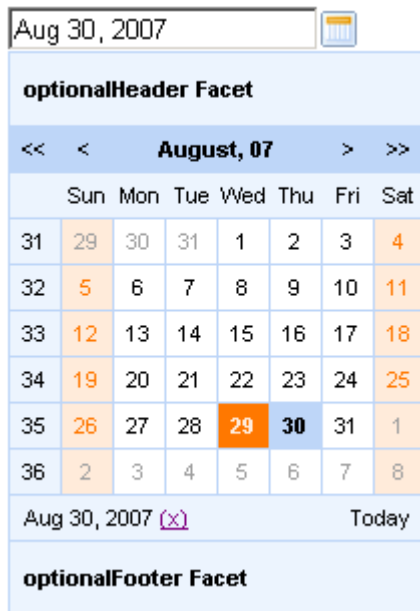 Aug 30, 2007
optionalHeader Facet
<< < August, 07 > >>
Sun Mon Tue Wed Thu Fri Sat
31 29 30 31 1 2 3 4
32 5 6 7 8 9 10 11
33 12 13 14 15 16 17 18
34 19 20 21 22 23 24 25
35 26 27 28 29 30 31 1
36 2 3 4 5 6 7 8
Aug 30, 2007 (x) Today
optionalFooter Facet